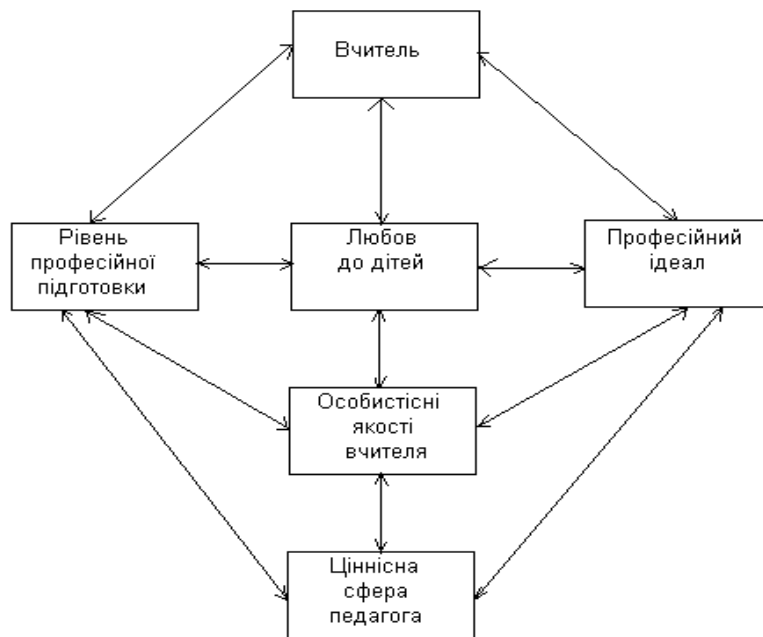 Вчитель
Рівень
професійної
підготовки
Любов
до дітей
Професійний
ідеал
Особистісні
якості
вчителя
Ціннісна
сфера
педагога